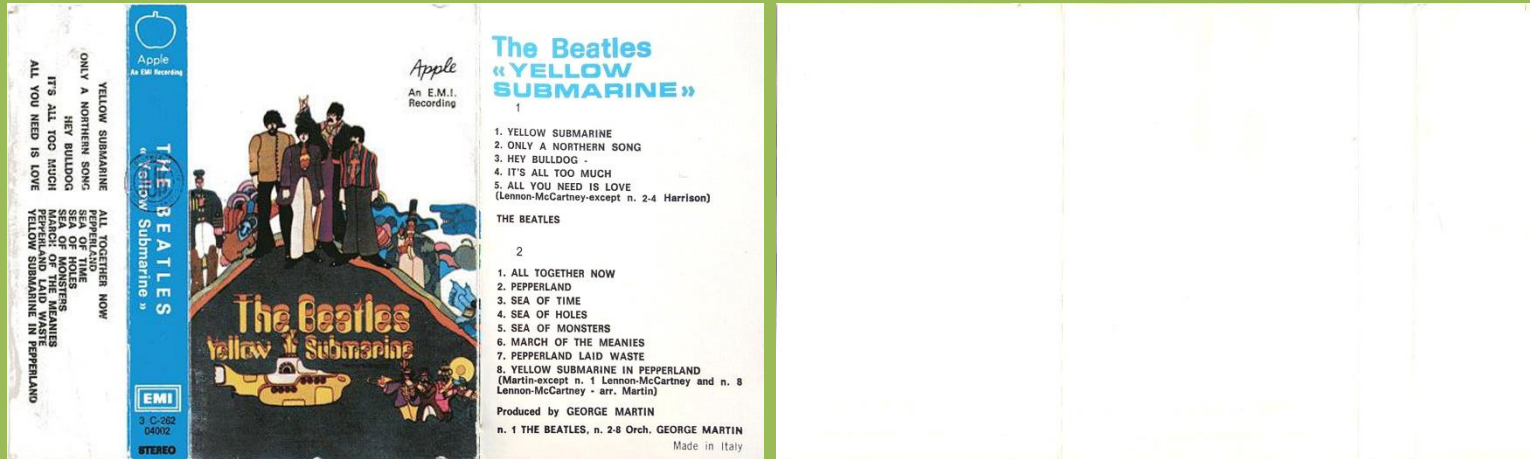 YELLOW SUBMARINE
ONLY A NORTHERN SONG
HEY BULLDOG
IT'S ALL TOO MUCH
ALL YOU NEED IS LOVE
ALL TOGETHER NOW
PEPPERLAND
SEA OF TIME
SEA OF HOLES
SEA OF MONSTERS
MARCH OF THE MEANIES
PEPPERLAND LAID WASTE
YELLOW SUBMARINE IN PEPPERLAND
Apple
An EMI Recording
THE BEATLES
« Yellow Submarine »
EMI
3 C-262
04002
STEREO
Apple
An E.M.I.
Recording
The Beatles
Yellow Submarine
The Beatles
«YELLOW
SUBMARINE»
1
1. YELLOW SUBMARINE
2. ONLY A NORTHERN SONG
3. HEY BULLDOG -
4. IT'S ALL TOO MUCH
5. ALL YOU NEED IS LOVE
(Lennon-McCartney-except n. 2-4 Harrison)
THE BEATLES
2
1. ALL TOGETHER NOW
2. PEPPERLAND
3. SEA OF TIME
4. SEA OF HOLES
5. SEA OF MONSTERS
6. MARCH OF THE MEANIES
7. PEPPERLAND LAID WASTE
8. YELLOW SUBMARINE IN PEPPERLAND
(Martin-except n. 1 Lennon-McCartney and n. 8
Lennon-McCartney - arr. Martin)
Produced by GEORGE MARTIN
n. 1 THE BEATLES, n. 2-8 Orch. GEORGE MARTIN
Made in Italy